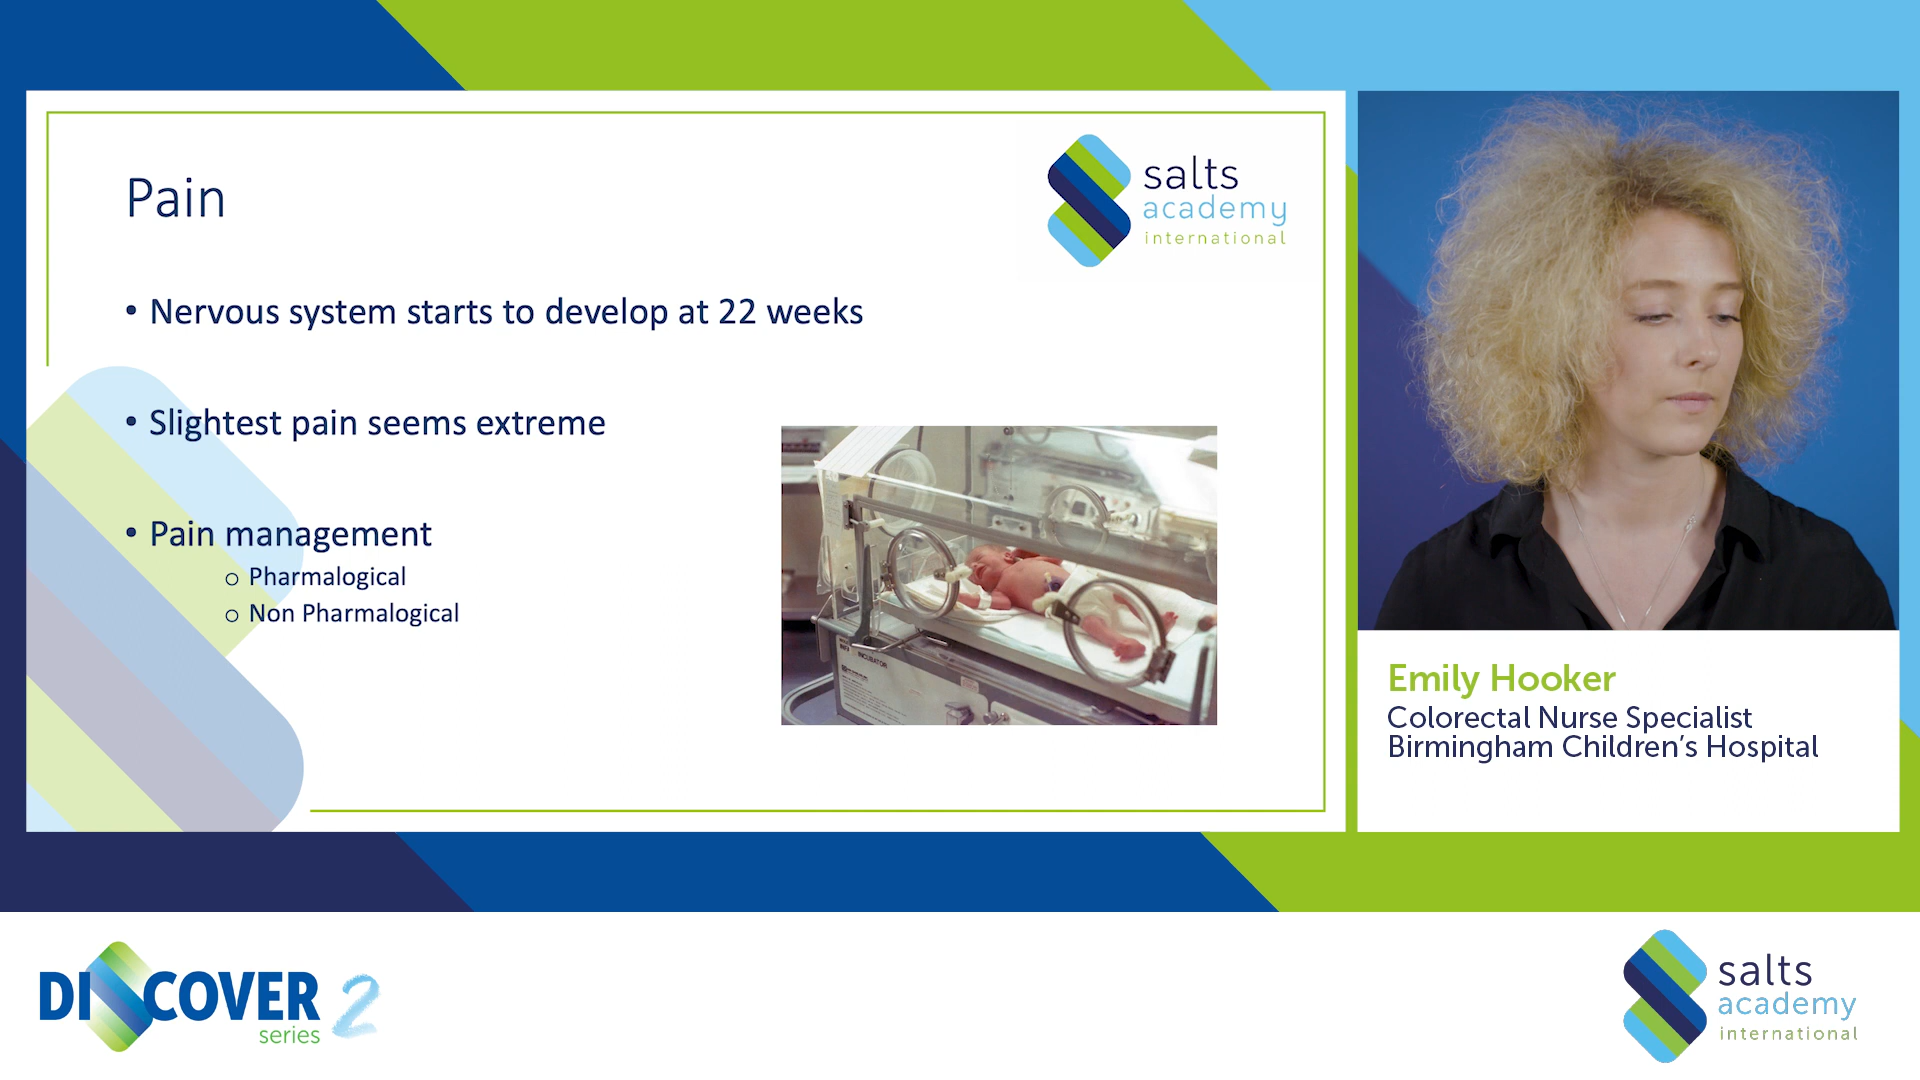 Pain
salts
academy
international
• Nervous system starts to develop at 22 weeks
• Slightest pain seems extreme
• Pain management
o Pharmalogical
o Non Pharmalogical
INCUBATOR
Emily Hooker
Colorectal Nurse Specialist
Birmingham Children's Hospital
DISCOVER 2
series
salts
academy
international